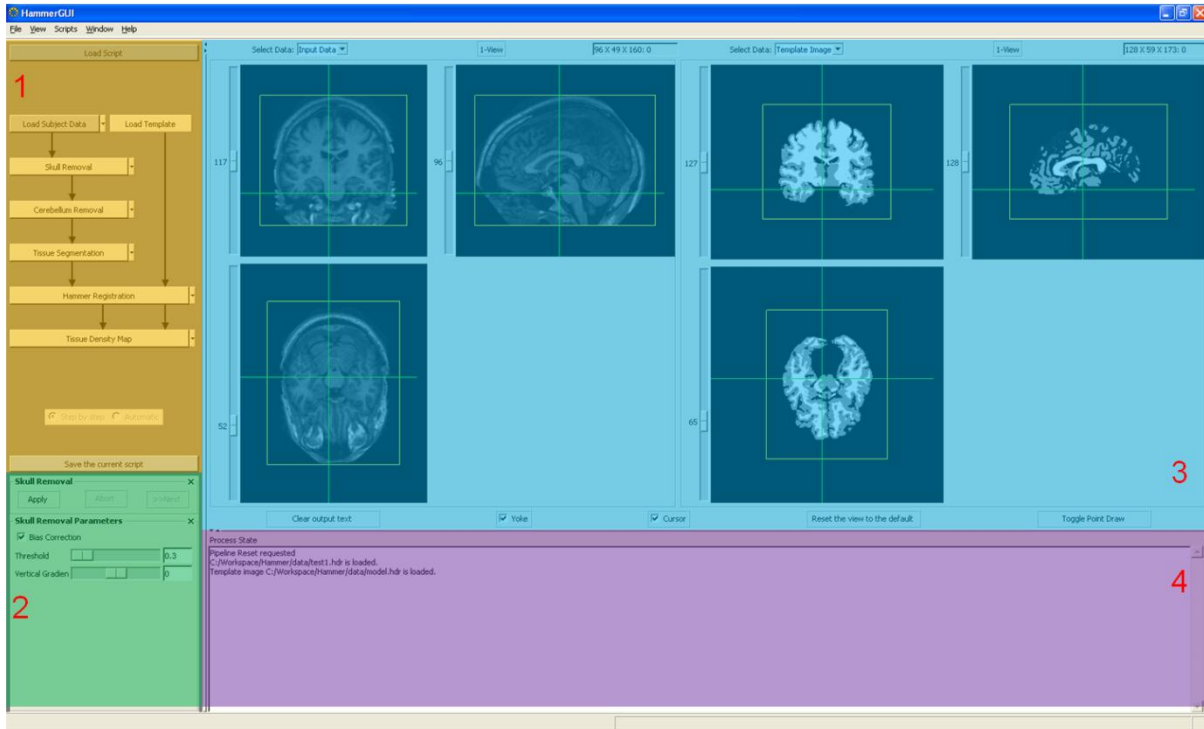 HammerGUI
File View Scripts Window Help
Load Script
1
Load Subject Data Load Template
Skull Removal
Cerebellum Removal
Tissue Segmentation
Hammer Registration
Tissue Density Map
Step by step Automatic
Save the current script
Skull Removal
Apply Abort
Skull Removal Parameters
Bias Correction
Threshold 0.3
Vertical Gradien 0
2
Select Data: Input Data 1-View 96 X 49 X 160: 0
117 96
52
Select Data: Template Image 1-View 128 X 59 X 173: 0
127 128
65
3
Clear output text Yoke Cursor Reset the view to the default Toggle Point Draw
Process State
Pipeline Reset requested
C:/Workspace/Hammer/data/test1.hdr is loaded.
Template image C:/Workspace/Hammer/data/model.hdr is loaded.
4